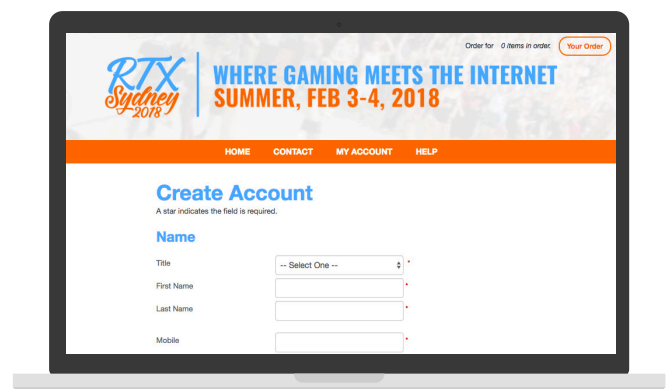 Order for 0 items in order. Your Order
RTX
Sydney
2018
WHERE GAMING MEETS THE INTERNET
SUMMER, FEB 3-4, 2018
HOME CONTACT MY ACCOUNT HELP
Create Account
A star indicates the field is required.
Name
Title -- Select One -- *
First Name *
Last Name *
Mobile *